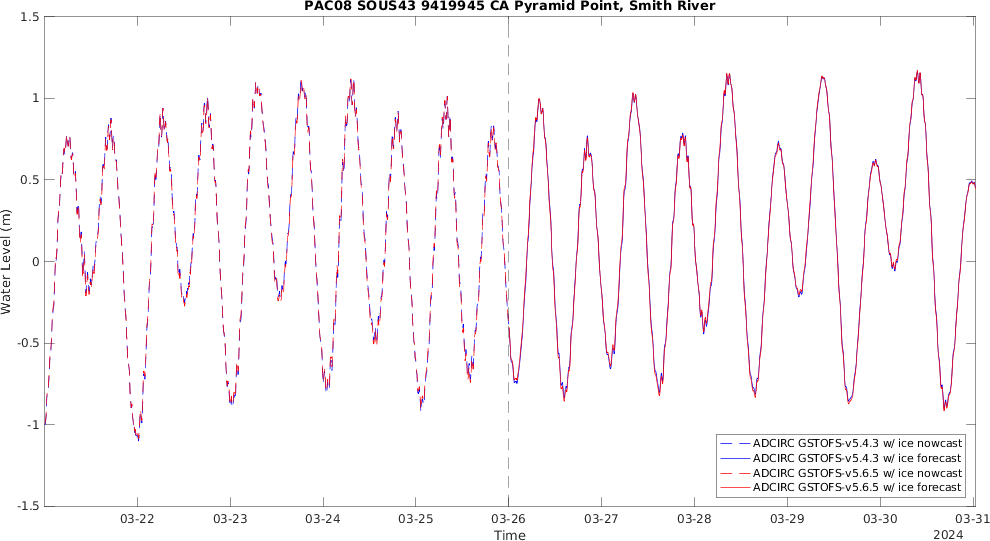 PAC08 SOUS43 9419945 CA Pyramid Point, Smith River
1.5
1
0.5
0
-0.5
-1
-1.5
Water Level (m)
03-22
03-23
03-24
03-25
03-26
03-27
03-28
03-29
03-30
03-31
Time
2024
ADCIRC GSTOFS-v5.4.3 w/ ice nowcast
ADCIRC GSTOFS-v5.4.3 w/ ice forecast
ADCIRC GSTOFS-v5.6.5 w/ ice nowcast
ADCIRC GSTOFS-v5.6.5 w/ ice forecast